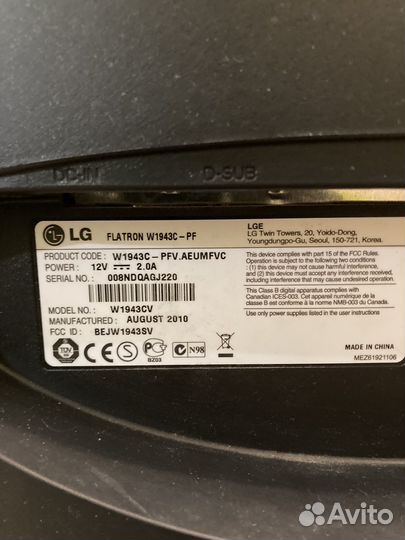 DC-IN D-SUB
LG FLATRON W1943C-PF
PRODUCT CODE : W1943C-PFV.AEUMFVC
POWER : 12V 2.0A
SERIAL NO. : 008NDQAGJ220
MODEL NO. : W1943CV
MANUFACTURED : AUGUST 2010
FCC ID : BEJW1943SV
BZ03
N98
LGE
LG Twin Towers, 20, Yoido-Dong,
Youngdungpo-Gu, Seoul, 150-721, Korea.
This device complies with part 15 of the FCC Rules.
Operation is subject to the following two conditions
: (1) this device may not cause harmful interference,
and (2) this device must accept any interference
received, including interference that may cause
undesired operation.
This Class B digital apparatus complies with
Canadian ICES-003. Cet appareil numérique de la
classe B est conforme à la norme NMB-003 du Canada.
Use only power supplies listed in the user instructions
MADE IN CHINA
MEZ61921106
Avito